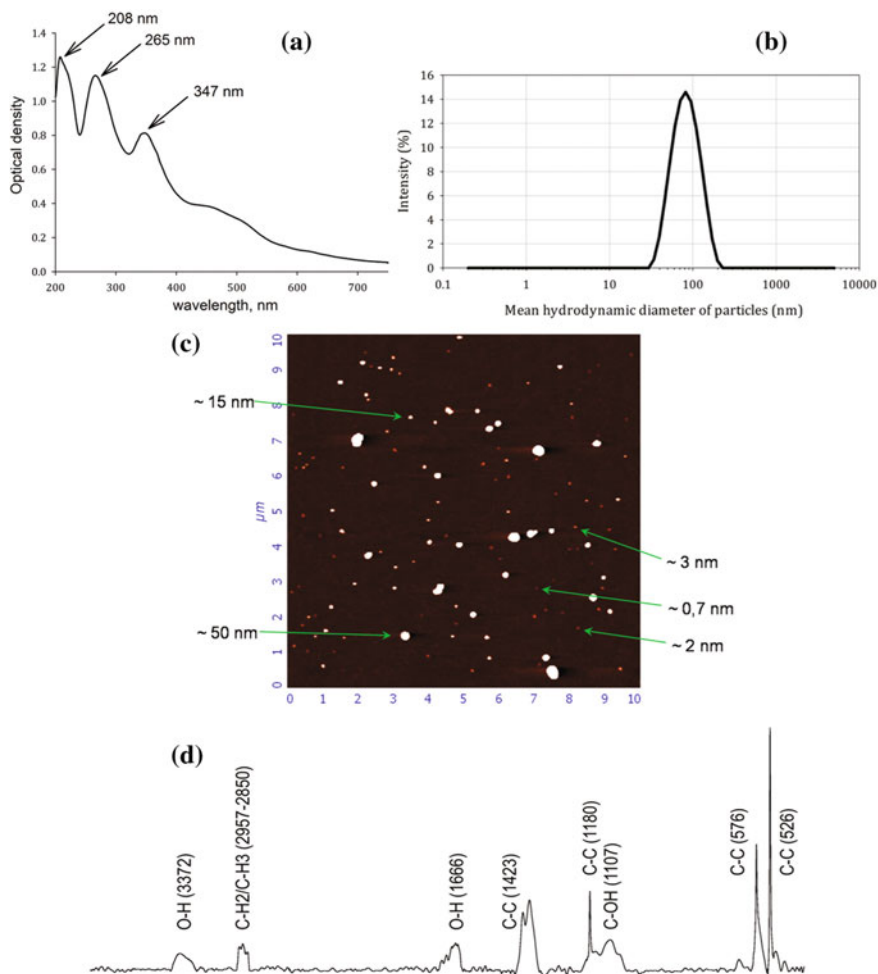 208 nm
(a)
265 nm
347 nm
1.4
1.2
1.0
0.8
0.6
0.4
0.2
0.0
Optical density
200 300 400 500 600 700
wavelength, nm
(b)
16
14
12
10
8
6
4
2
0
Intensity (%)
0.1 1 10 100 1000 10000
Mean hydrodynamic diameter of particles (nm)
(c)
10
9
8
7
6
5
4
3
2
1
0
µm
0 1 2 3 4 5 6 7 8 9 10
~ 15 nm
~ 3 nm
~ 0,7 nm
~ 50 nm
~ 2 nm
(d)
O-H (3372)
C-H2/C-H3 (2957-2850)
O-H (1666)
C-C (1423)
C-C (1180)
C-OH (1107)
C-C (576)
C-C (526)